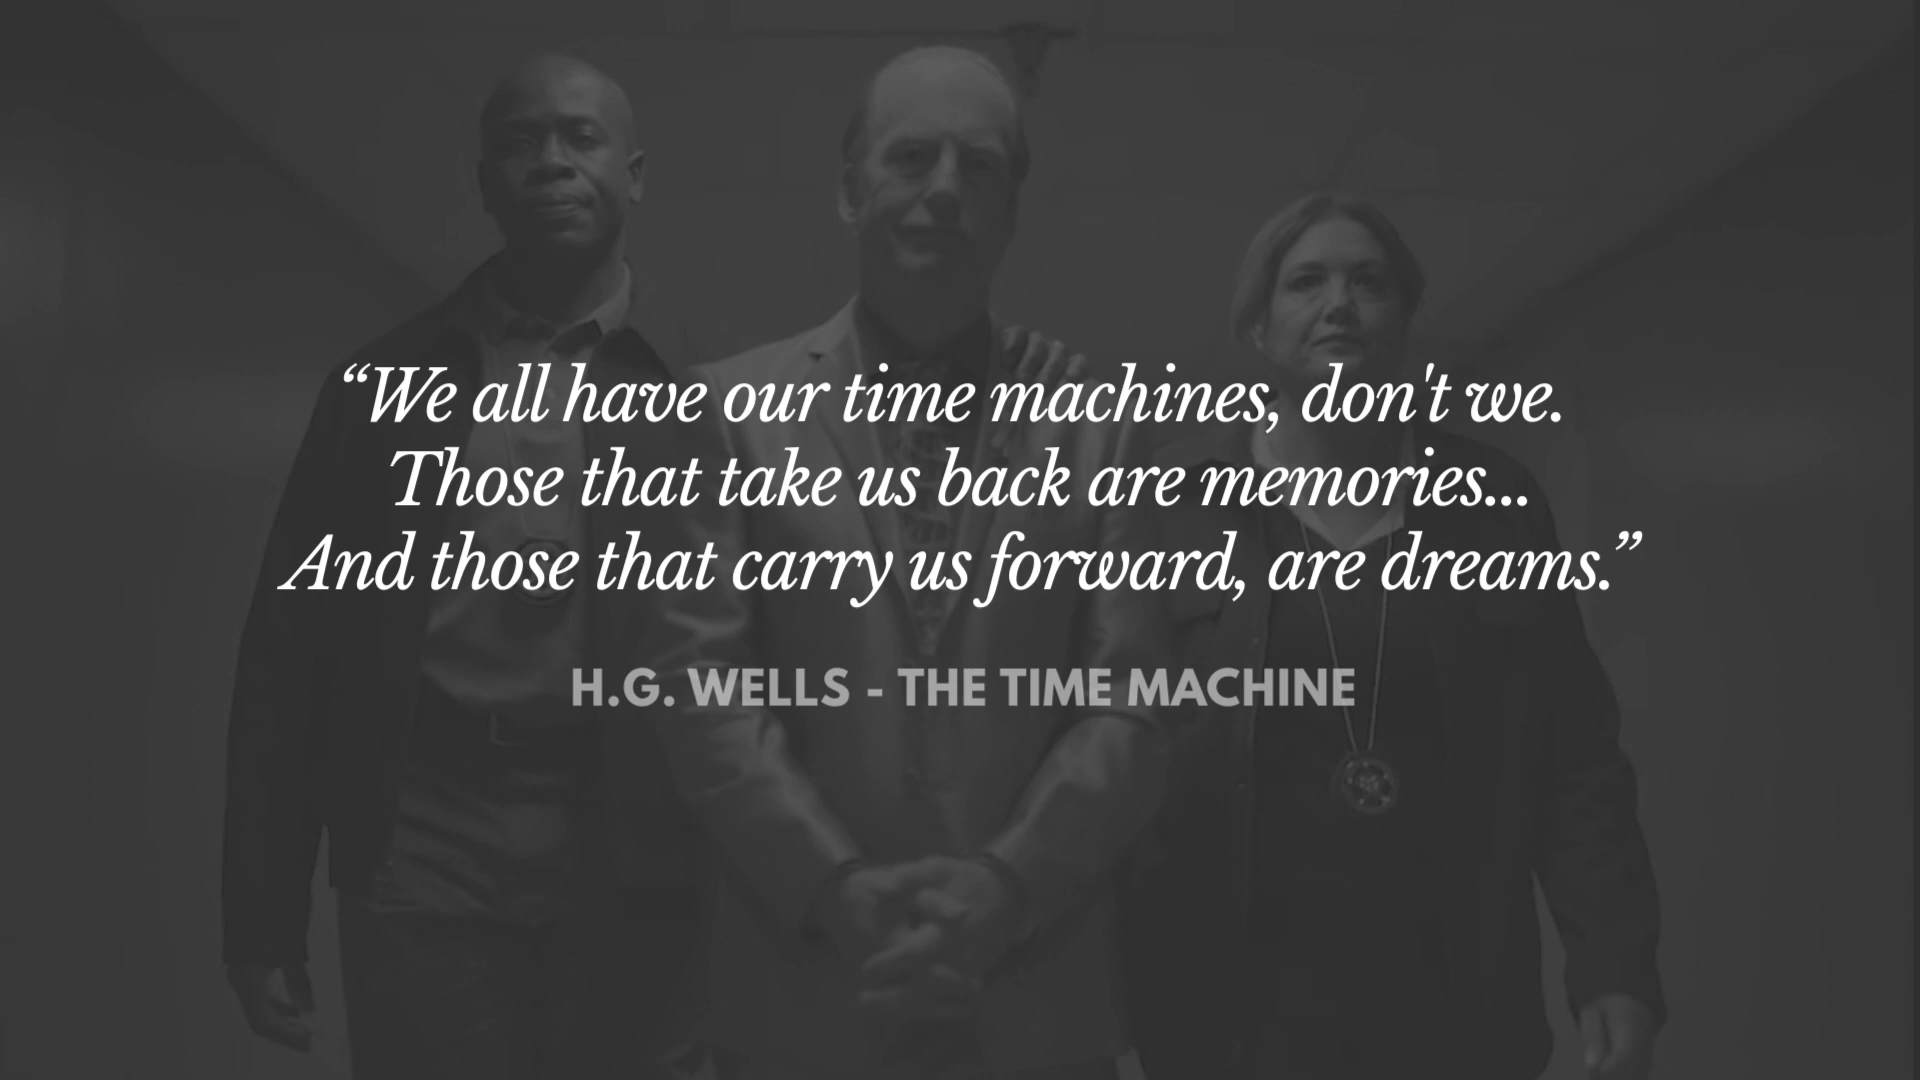 “We all have our time machines, don't we.
Those that take us back are memories...
And those that carry us forward, are dreams.”
H.G. WELLS - THE TIME MACHINE